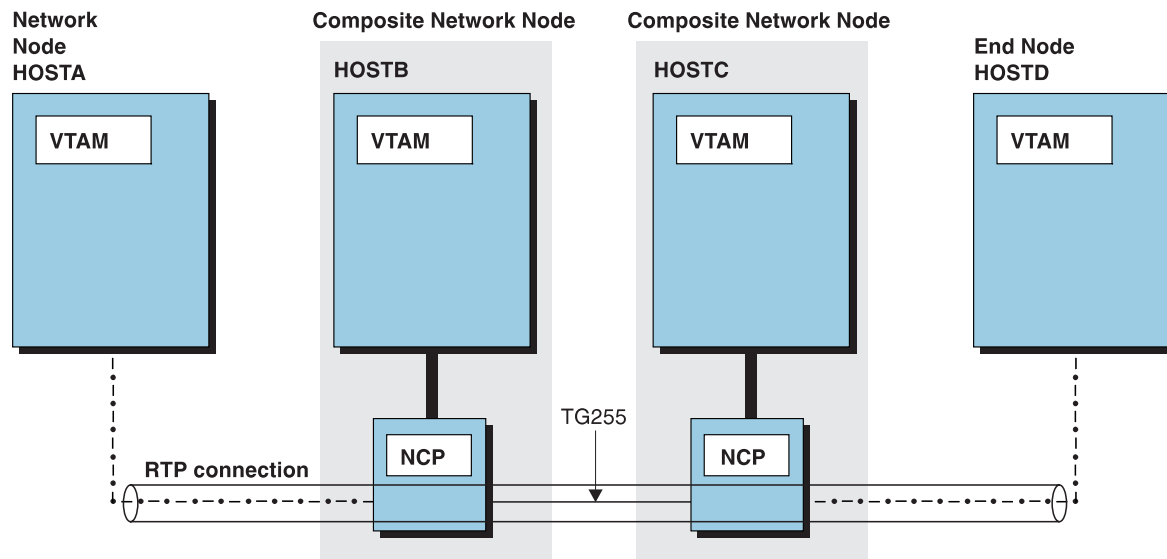 Network
Node
HOSTA
Composite Network Node
Composite Network Node
End Node
HOSTD
HOSTB
HOSTC
VTAM
VTAM
VTAM
VTAM
TG255
NCP
NCP
RTP connection